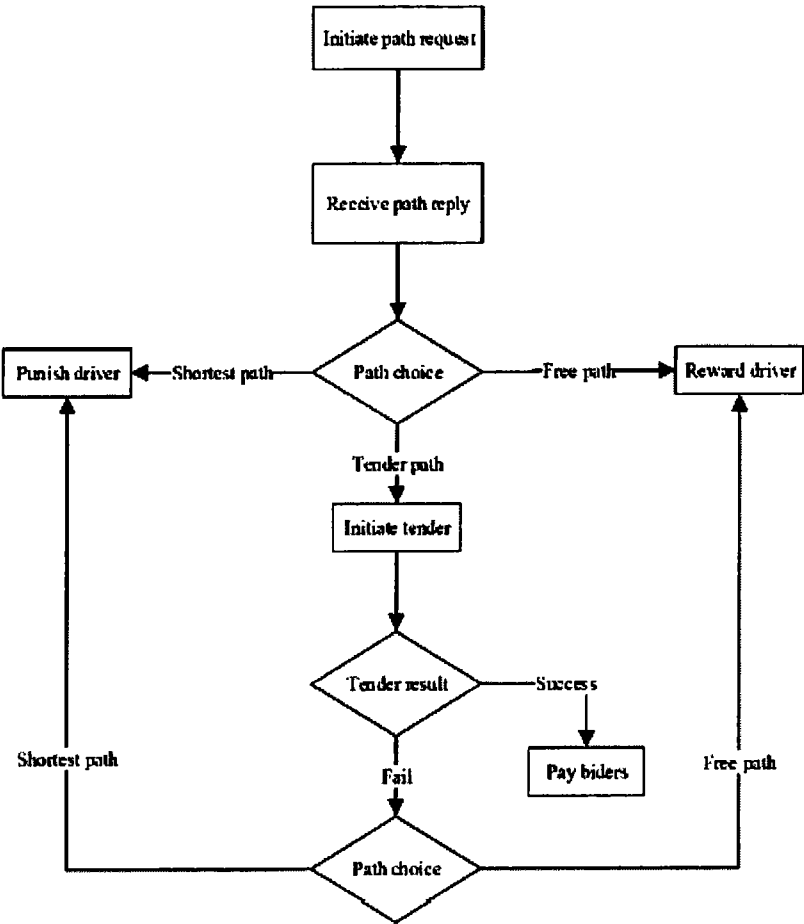 Initiate path request
Receive path reply
Punish driver
Shortest path
Path choice
Free path
Reward driver
Tender path
Initiate tender
Tender result
Success
Shortest path
Fail
Pay biders
Free path
Path choice